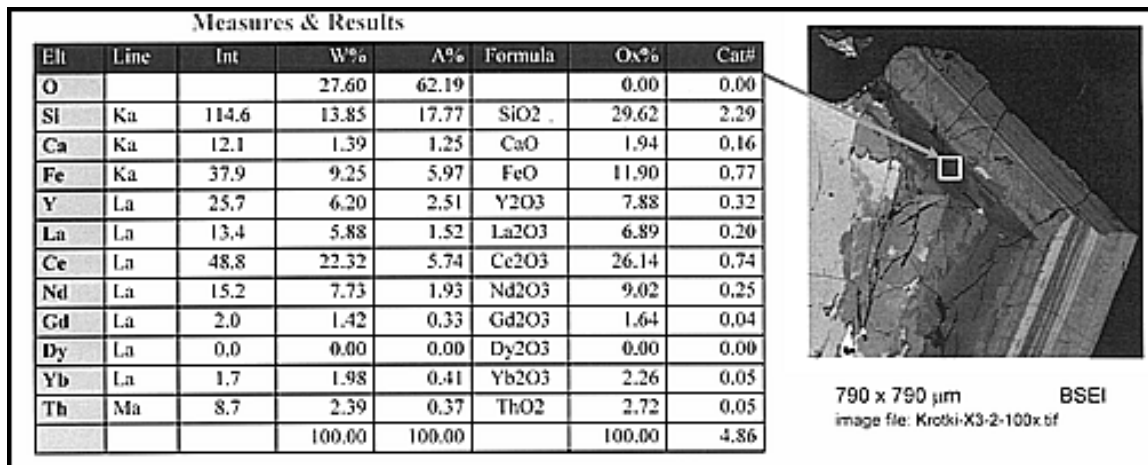 Measures & Results
Elt Line Int W% A% Formula Ox% Cat#
O 27.60 62.19 0.00 0.00
Si Ka 114.6 13.85 17.77 SiO2 29.62 2.29
Ca Ka 12.1 1.39 1.25 CaO 1.94 0.16
Fe Ka 37.9 9.25 5.97 FeO 11.90 0.77
Y La 25.7 6.20 2.51 Y2O3 7.88 0.32
La La 13.4 5.88 1.52 La2O3 6.89 0.20
Ce La 48.8 22.32 5.74 Ce2O3 26.14 0.74
Nd La 15.2 7.73 1.93 Nd2O3 9.02 0.25
Gd La 2.0 1.42 0.33 Gd2O3 1.64 0.04
Dy La 0.0 0.00 0.00 Dy2O3 0.00 0.00
Yb La 1.7 1.98 0.41 Yb2O3 2.26 0.05
Th Ma 8.7 2.39 0.37 ThO2 2.72 0.05
100.00 100.00 100.00 4.86
790 x 790 µm BSEI
image file: Krotki-X3-2-100x.tif